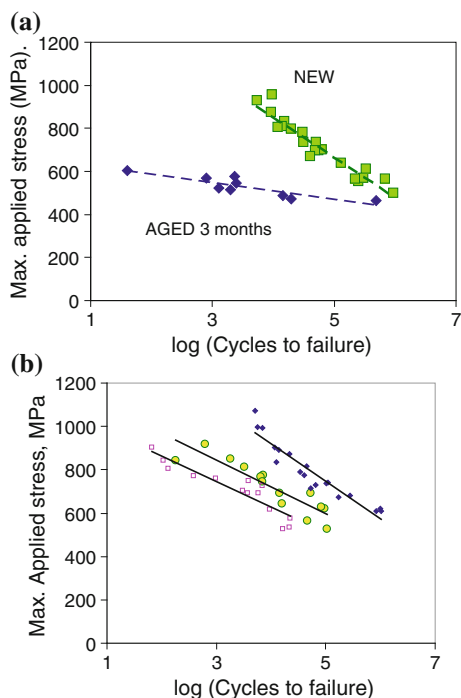 (a)
1200
1000
800
600
400
200
0
Max. applied stress (MPa).
NEW
AGED 3 months
1 3 5 7
log (Cycles to failure)
(b)
1200
1000
800
600
400
200
0
Max. Applied stress, MPa
1 3 5 7
log (Cycles to failure)